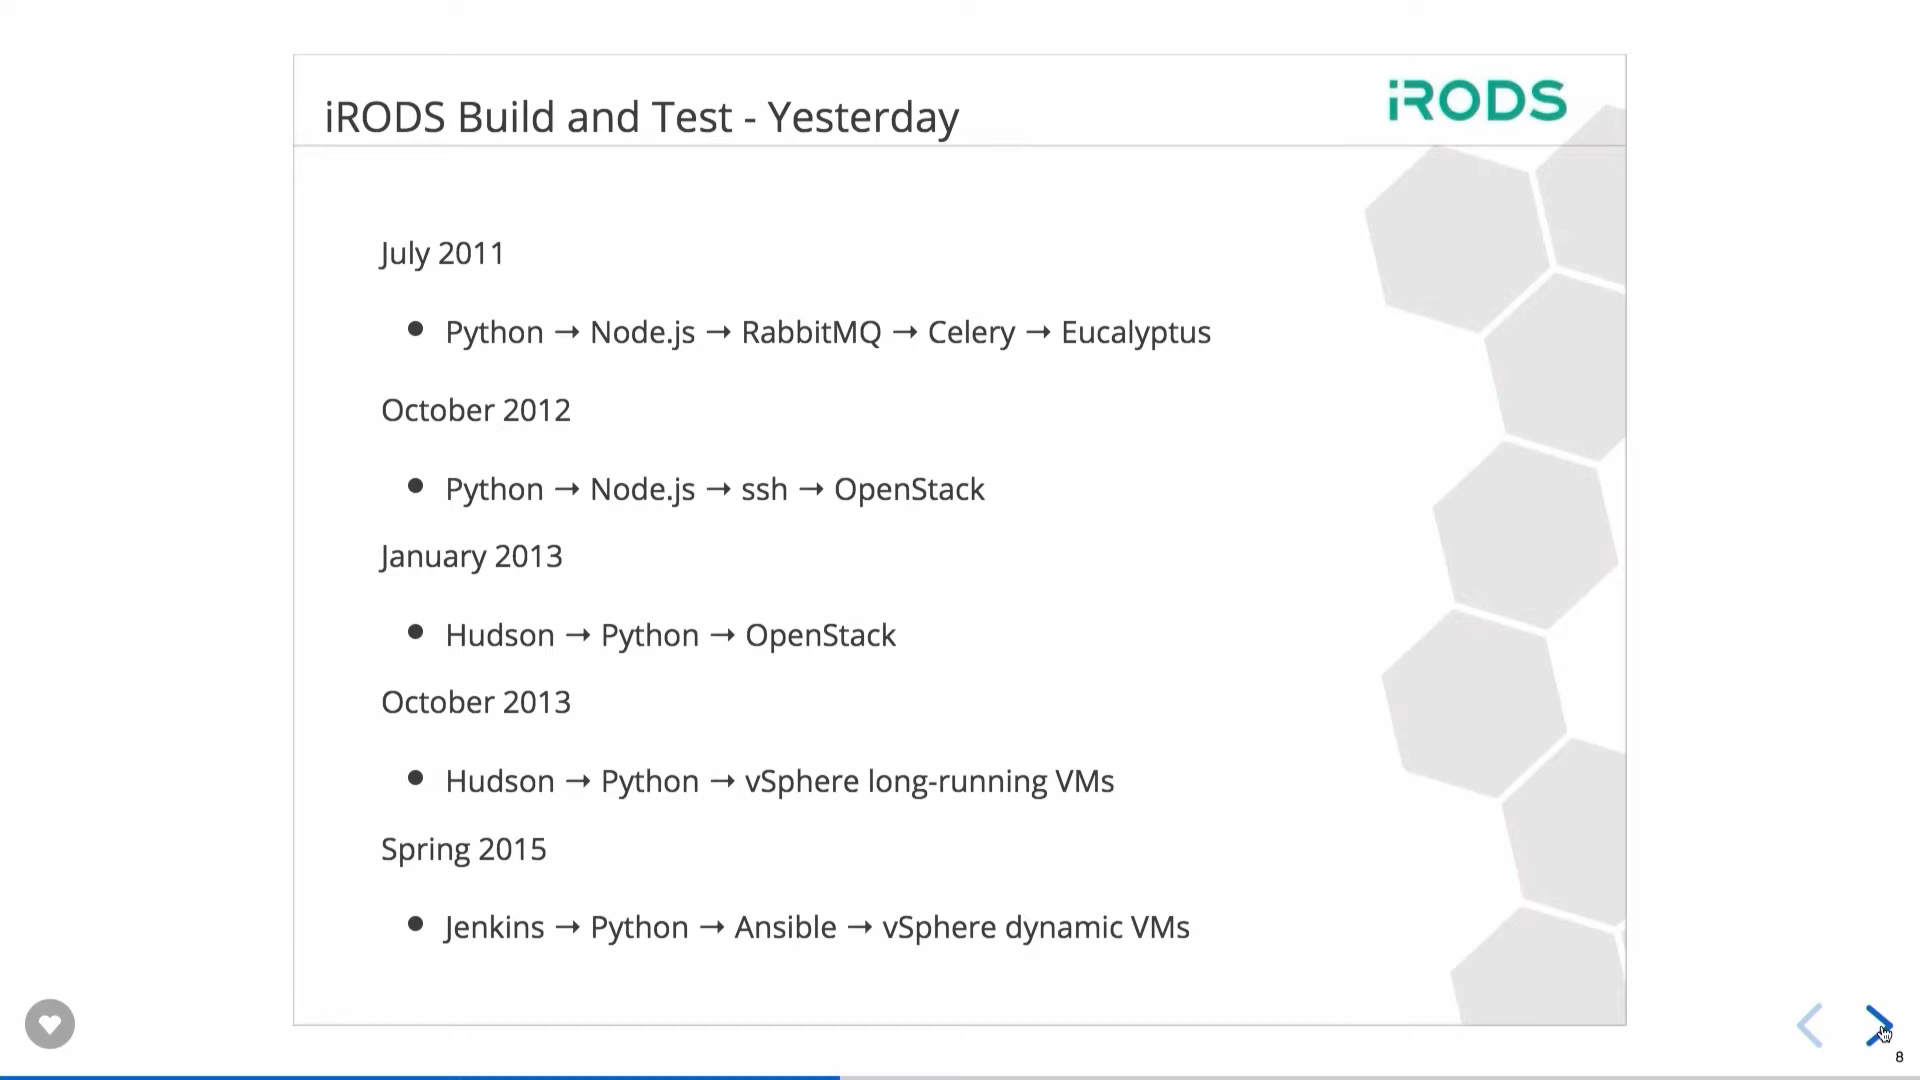 iRODS Build and Test - Yesterday
iRODS
July 2011
• Python → Node.js → RabbitMQ → Celery → Eucalyptus
October 2012
• Python → Node.js → ssh → OpenStack
January 2013
• Hudson → Python → OpenStack
October 2013
• Hudson → Python → vSphere long-running VMs
Spring 2015
• Jenkins → Python → Ansible → vSphere dynamic VMs
8